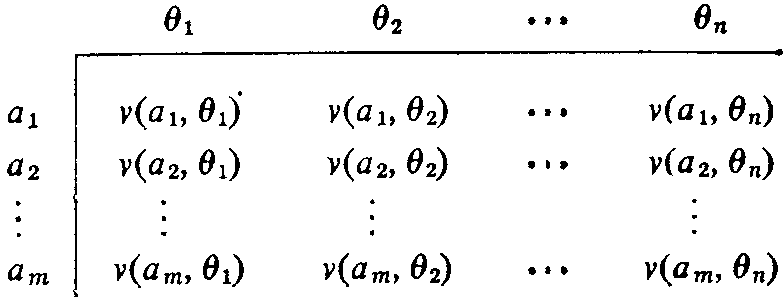 θ₁ θ₂ ⋯ θₙ
a₁ v(a₁, θ₁) v(a₁, θ₂) ⋯ v(a₁, θₙ)
a₂ v(a₂, θ₁) v(a₂, θ₂) ⋯ v(a₂, θₙ)
⋮ ⋮ ⋮ ⋮
aₘ v(aₘ, θ₁) v(aₘ, θ₂) ⋯ v(aₘ, θₙ)